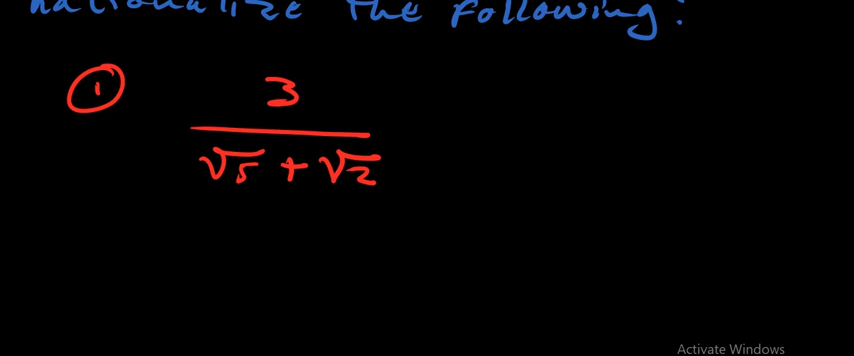 Rationalize the following:
① 3
√5 + √2
Activate Windows